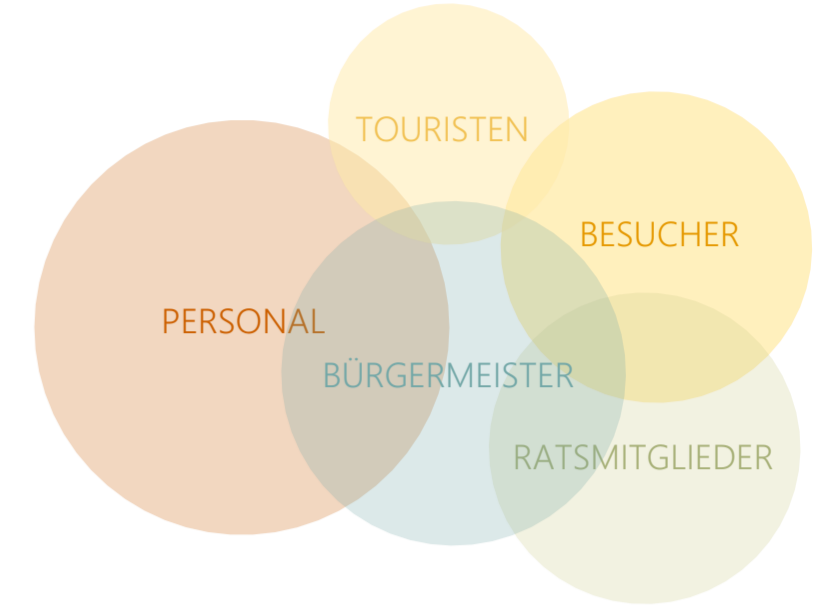 TOURISTEN
BESUCHER
PERSONAL
BÜRGERMEISTER
RATSMITGLIEDER